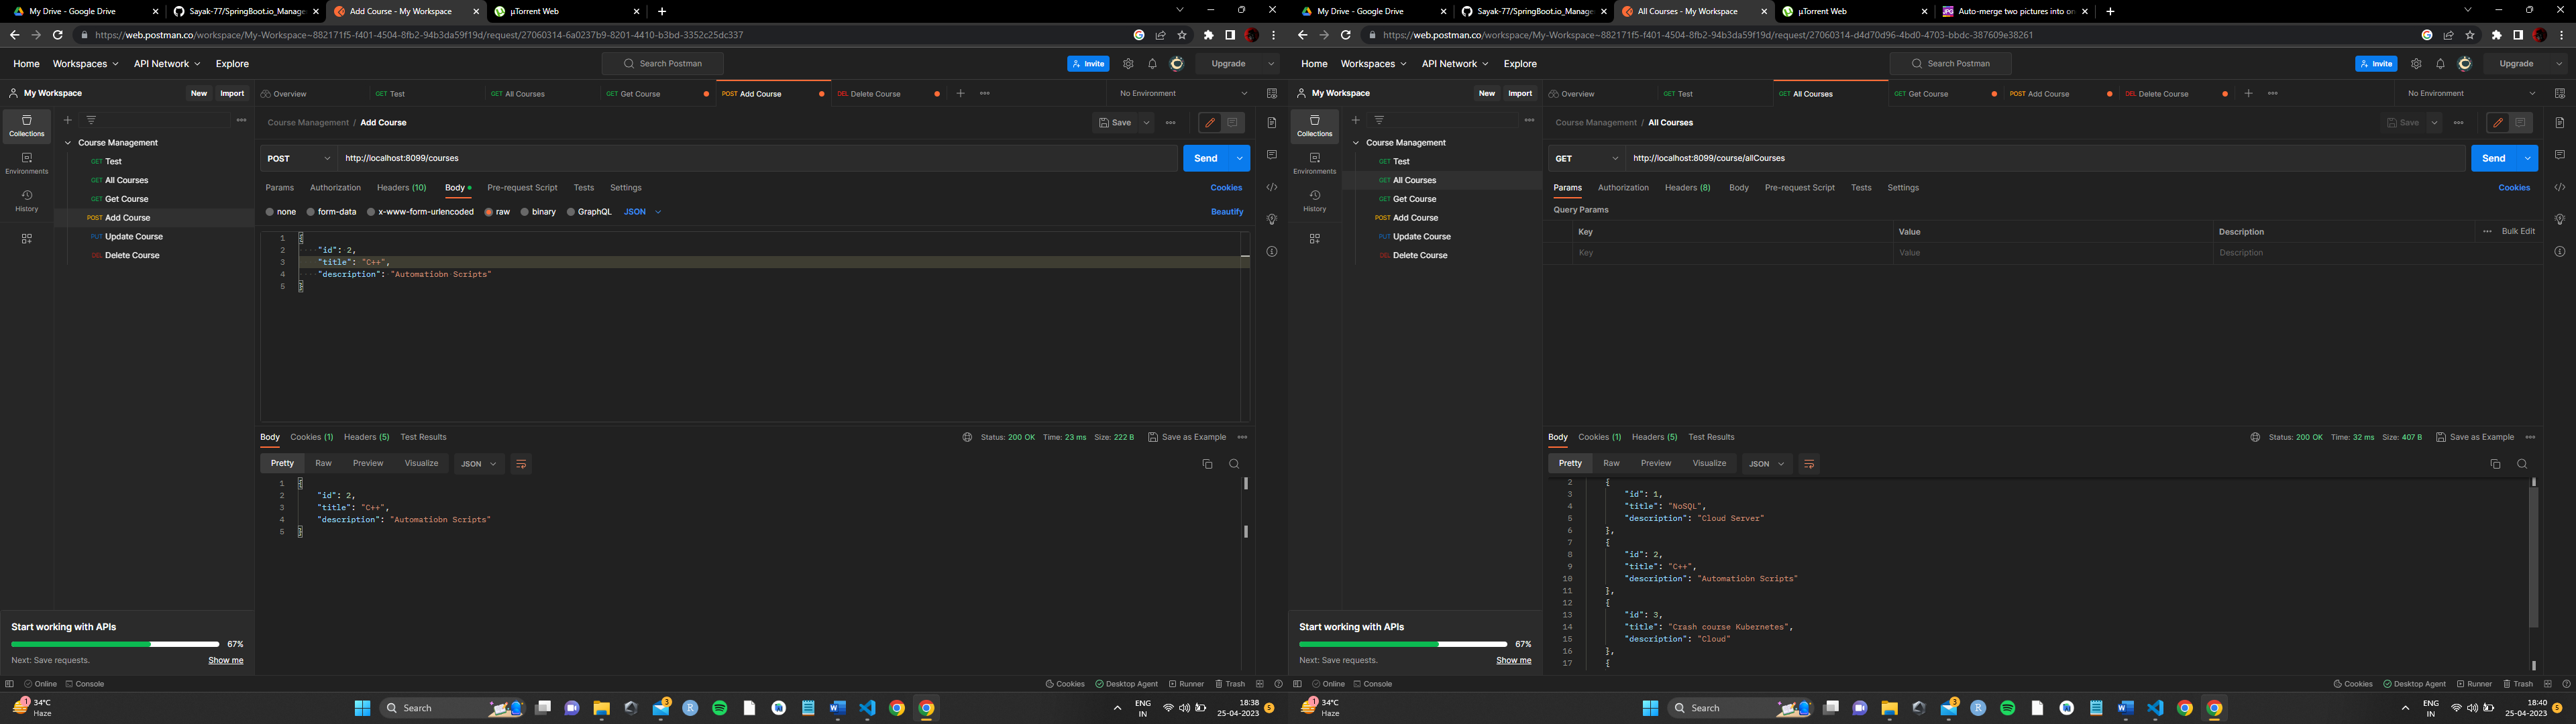 My Drive - Google Drive
Sayak-77/SpringBoot.io_Manage
Add Course - My Workspace
µTorrent Web
https://web.postman.co/workspace/My-Workspace~882171f5-f401-4504-8fb2-94b3da59f19d/request/27060314-6a0237b9-8201-4410-b3bd-3352c25dc337
Home Workspaces API Network Explore
Search Postman
Invite
Upgrade
My Workspace
New Import
Overview
GET Test
GET All Courses
GET Get Course
POST Add Course
DEL Delete Course
No Environment
Collections
Environments
History
Course Management
GET Test
GET All Courses
GET Get Course
POST Add Course
PUT Update Course
DEL Delete Course
Course Management / Add Course
Save
POST http://localhost:8099/courses
Send
Params Authorization Headers (10) Body Pre-request Script Tests Settings
Cookies
none form-data x-www-form-urlencoded raw binary GraphQL JSON
Beautify
1 {
2 "id": 2,
3 "title": "C++",
4 "description": "Automatiobn Scripts"
5 }
Body Cookies (1) Headers (5) Test Results
Status: 200 OK Time: 23 ms Size: 222 B Save as Example
Pretty Raw Preview Visualize JSON
1 {
2 "id": 2,
3 "title": "C++",
4 "description": "Automatiobn Scripts"
5 }
Start working with APIs
67%
Next: Save requests. Show me
Online Console
Cookies Desktop Agent Runner Trash
1
34°C
Haze
Search
3
ENG
IN
18:38
25-04-2023
5
My Drive - Google Drive
Sayak-77/SpringBoot.io_Manage
All Courses - My Workspace
µTorrent Web
JPG
Auto-merge two pictures into on
https://web.postman.co/workspace/My-Workspace~882171f5-f401-4504-8fb2-94b3da59f19d/request/27060314-d4d70d96-4bd0-4703-bbdc-387609e38261
Home Workspaces API Network Explore
Search Postman
Invite
Upgrade
My Workspace
New Import
Overview
GET Test
GET All Courses
GET Get Course
POST Add Course
DEL Delete Course
No Environment
Collections
Environments
History
Course Management
GET Test
GET All Courses
GET Get Course
POST Add Course
PUT Update Course
DEL Delete Course
Course Management / All Courses
Save
GET http://localhost:8099/course/allCourses
Send
Params Authorization Headers (8) Body Pre-request Script Tests Settings
Cookies
Query Params
Key Value Description Bulk Edit
Key Value Description
Body Cookies (1) Headers (5) Test Results
Status: 200 OK Time: 32 ms Size: 407 B Save as Example
Pretty Raw Preview Visualize JSON
2 {
3 "id": 1,
4 "title": "NoSQL",
5 "description": "Cloud Server"
6 },
7 {
8 "id": 2,
9 "title": "C++",
10 "description": "Automatiobn Scripts"
11 },
12 {
13 "id": 3,
14 "title": "Crash course Kubernetes",
15 "description": "Cloud"
16 },
17 {
Start working with APIs
67%
Next: Save requests. Show me
Online Console
Cookies Desktop Agent Runner Trash
1
34°C
Haze
Search
3
ENG
IN
18:40
25-04-2023
5